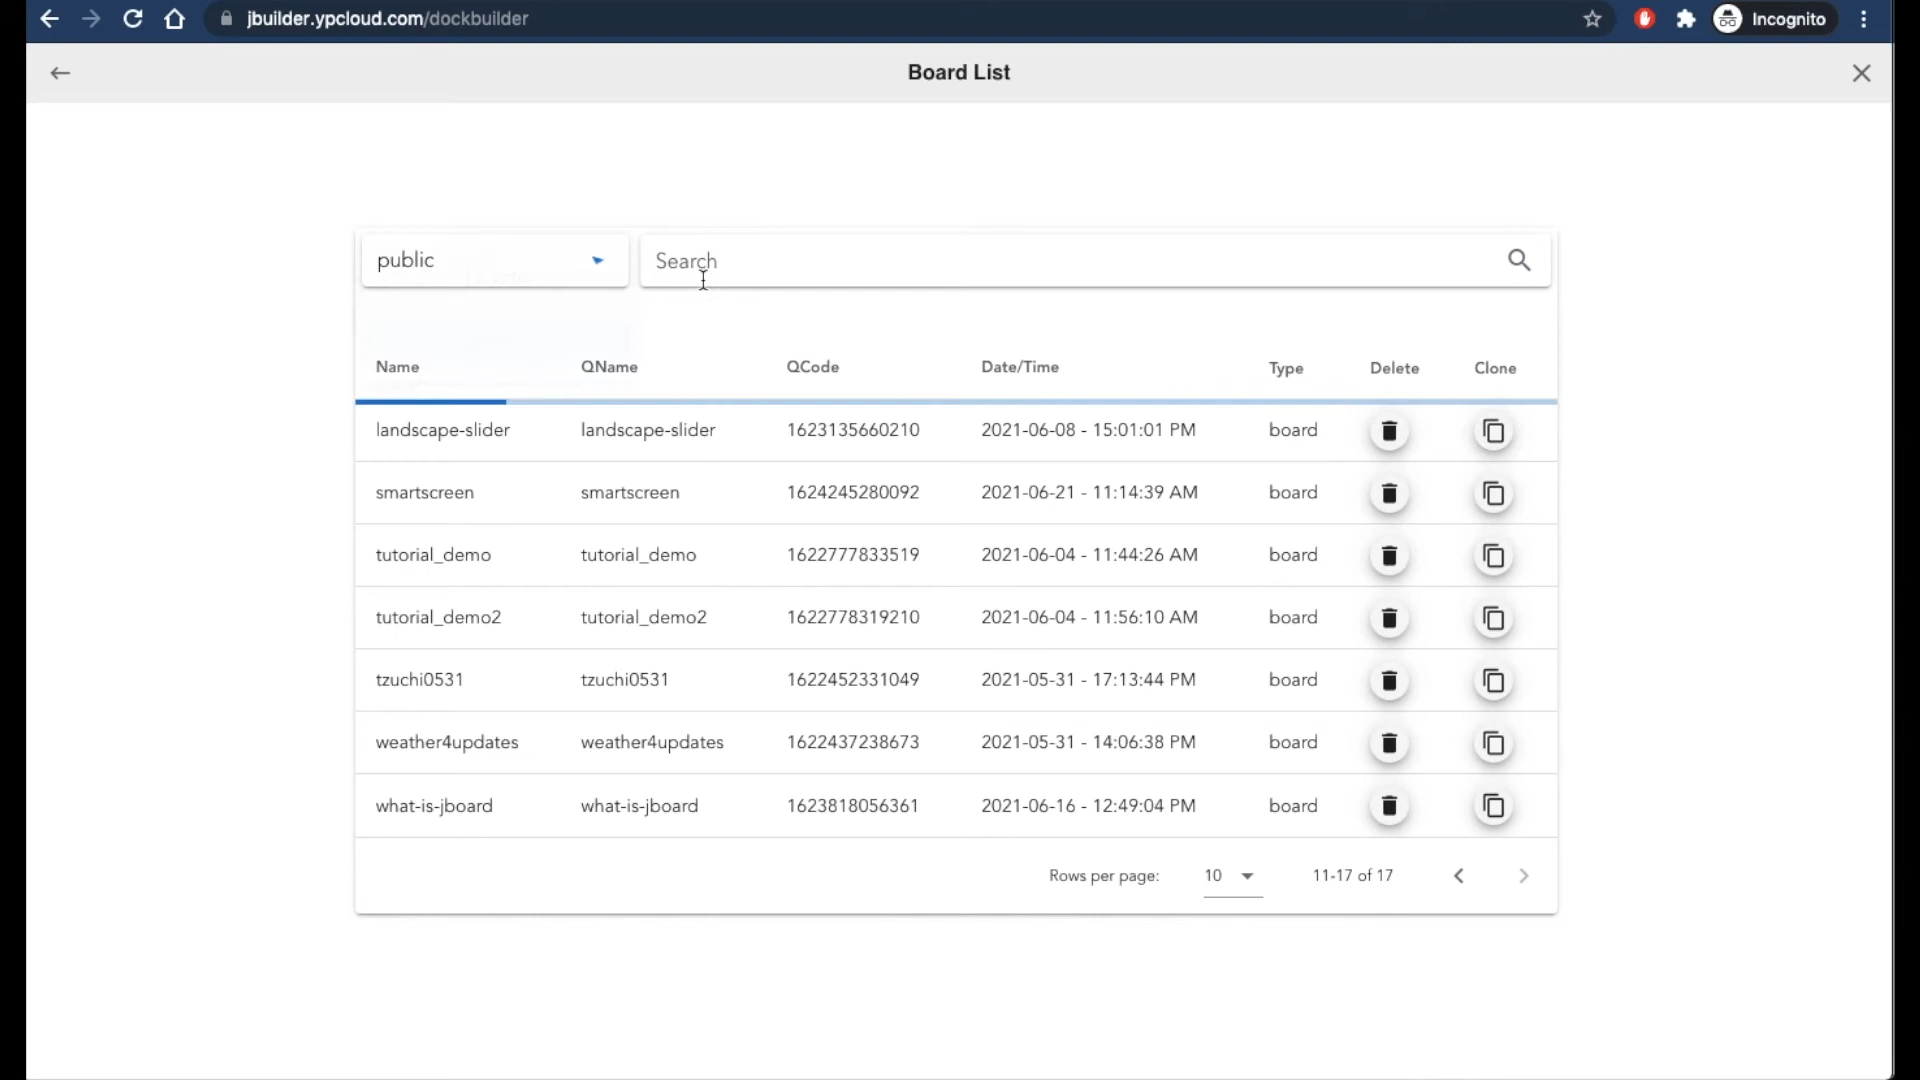 jbuilder.ypcloud.com/dockbuilder Incognito
Board List
public Search
Name QName QCode Date/Time Type Delete Clone
landscape-slider landscape-slider 1623135660210 2021-06-08 - 15:01:01 PM board
smartscreen smartscreen 1624245280092 2021-06-21 - 11:14:39 AM board
tutorial_demo tutorial_demo 1622777833519 2021-06-04 - 11:44:26 AM board
tutorial_demo2 tutorial_demo2 1622778319210 2021-06-04 - 11:56:10 AM board
tzuchi0531 tzuchi0531 1622452331049 2021-05-31 - 17:13:44 PM board
weather4updates weather4updates 1622437238673 2021-05-31 - 14:06:38 PM board
what-is-jboard what-is-jboard 1623818056361 2021-06-16 - 12:49:04 PM board
Rows per page: 10 11-17 of 17